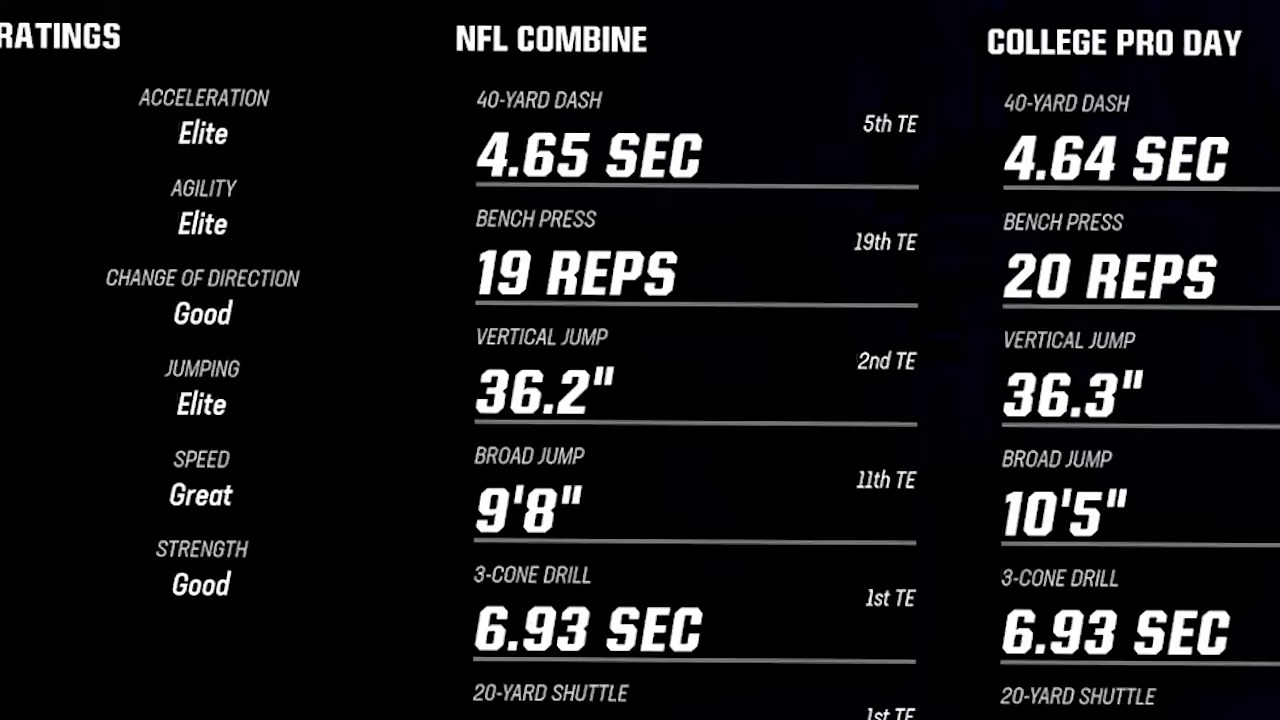 RATINGS
ACCELERATION
Elite
AGILITY
Elite
CHANGE OF DIRECTION
Good
JUMPING
Elite
SPEED
Great
STRENGTH
Good
NFL COMBINE
40-YARD DASH
5th TE
4.65 SEC
BENCH PRESS
19th TE
19 REPS
VERTICAL JUMP
2nd TE
36.2"
BROAD JUMP
11th TE
9'8"
3-CONE DRILL
1st TE
6.93 SEC
20-YARD SHUTTLE
1st TE
COLLEGE PRO DAY
40-YARD DASH
4.64 SEC
BENCH PRESS
20 REPS
VERTICAL JUMP
36.3"
BROAD JUMP
10'5"
3-CONE DRILL
6.93 SEC
20-YARD SHUTTLE